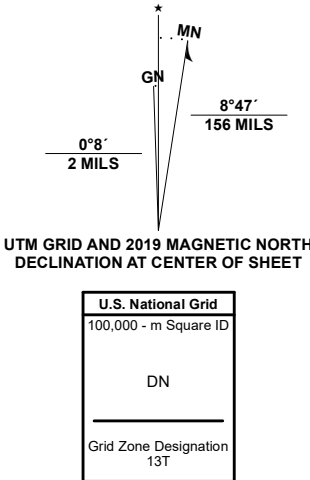 ★
MN
GN
8°47´
156 MILS
0°8´
2 MILS
UTM GRID AND 2019 MAGNETIC NORTH
DECLINATION AT CENTER OF SHEET
U.S. National Grid
100,000 - m Square ID
DN
Grid Zone Designation
13T